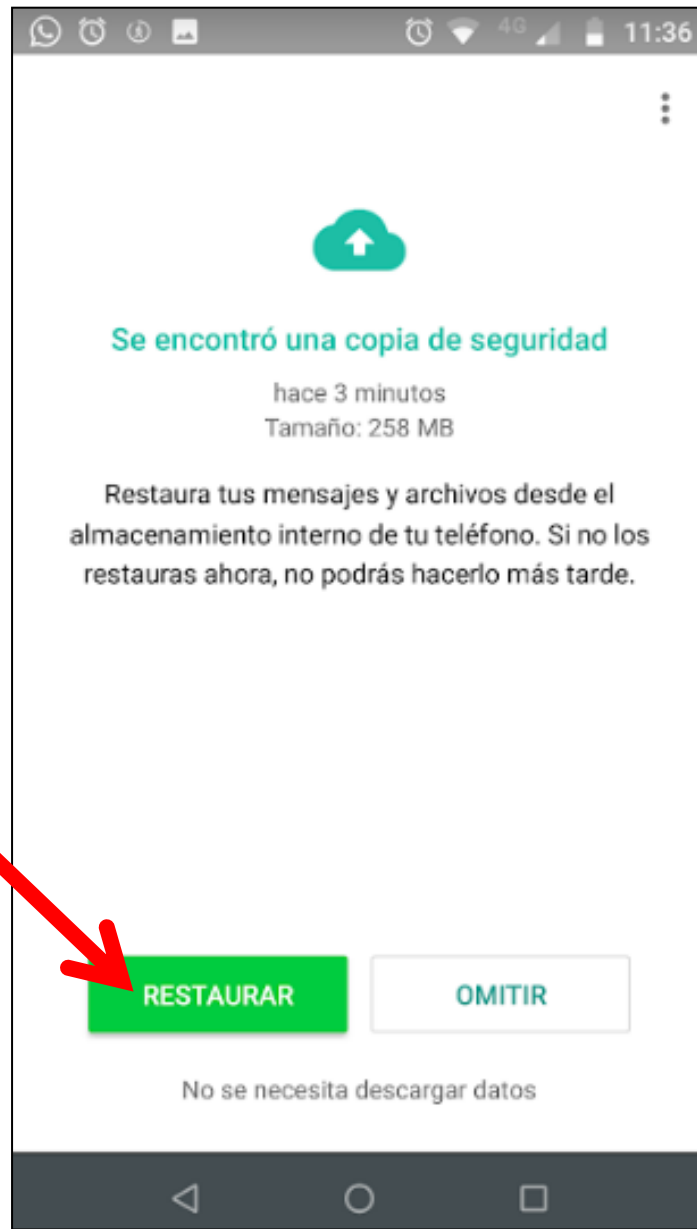 4G 11:36
Se encontró una copia de seguridad
hace 3 minutos
Tamaño: 258 MB
Restaura tus mensajes y archivos desde el
almacenamiento interno de tu teléfono. Si no los
restauras ahora, no podrás hacerlo más tarde.
RESTAURAR OMITIR
No se necesita descargar datos